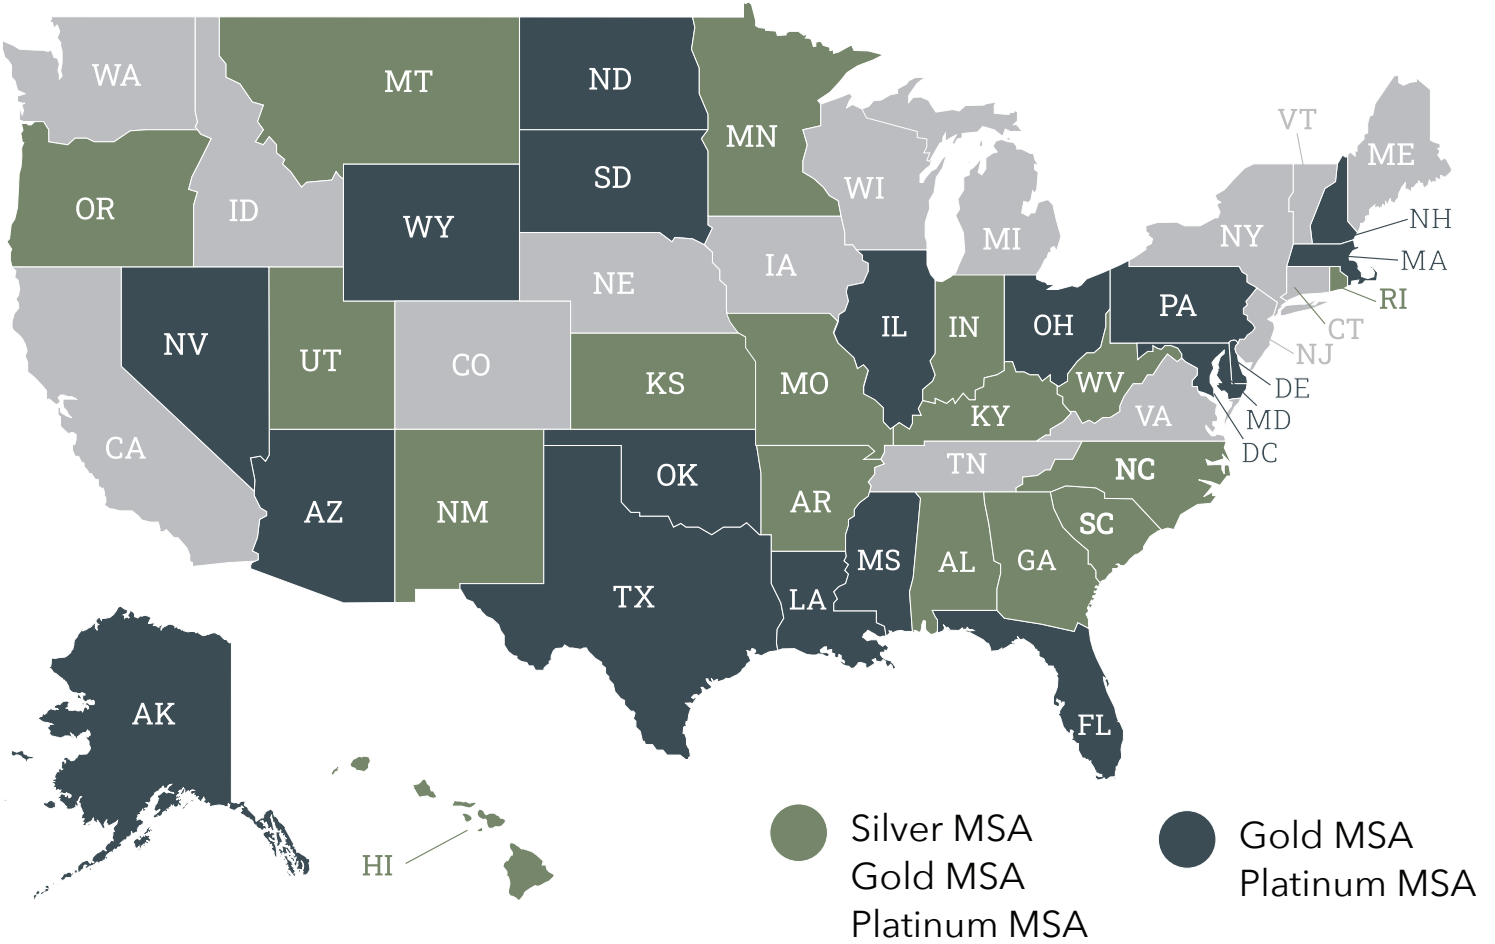 WA
MT
ND
MN
VT
ME
OR
ID
WY
SD
WI
MI
NY
NH
MA
RI
CT
NJ
IA
NE
PA
NV
UT
CO
KS
MO
IL
IN
OH
WV
KY
VA
DE
MD
DC
CA
AZ
NM
OK
AR
TN
NC
SC
TX
LA
MS
AL
GA
AK
FL
HI
Silver MSA
Gold MSA
Platinum MSA
Gold MSA
Platinum MSA